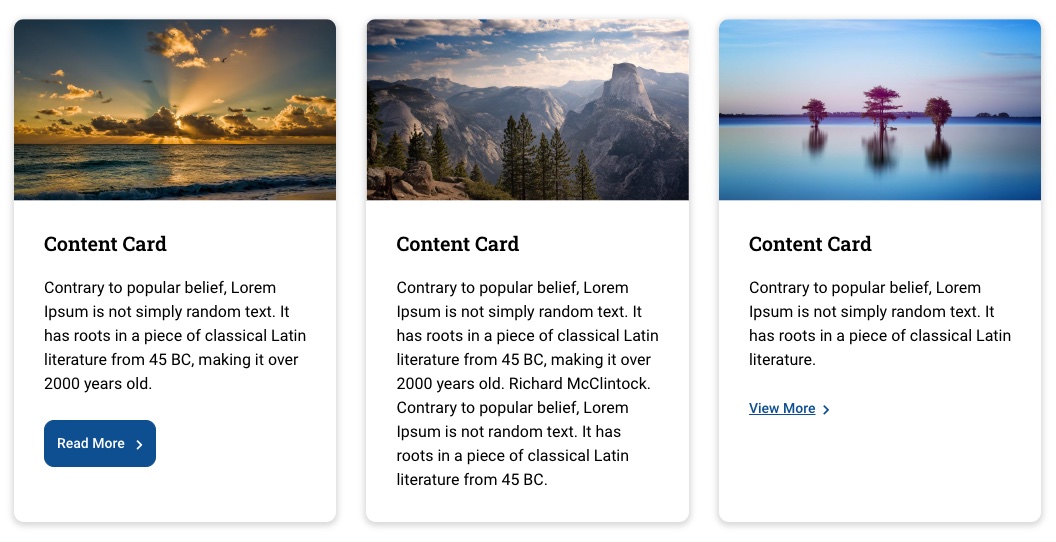 Content Card
Contrary to popular belief, Lorem
Ipsum is not simply random text. It
has roots in a piece of classical Latin
literature from 45 BC, making it over
2000 years old.
Read More
Content Card
Contrary to popular belief, Lorem
Ipsum is not simply random text. It
has roots in a piece of classical Latin
literature from 45 BC, making it over
2000 years old. Richard McClintock.
Contrary to popular belief, Lorem
Ipsum is not random text. It has
roots in a piece of classical Latin
literature from 45 BC.
Content Card
Contrary to popular belief, Lorem
Ipsum is not simply random text. It
has roots in a piece of classical Latin
literature.
View More